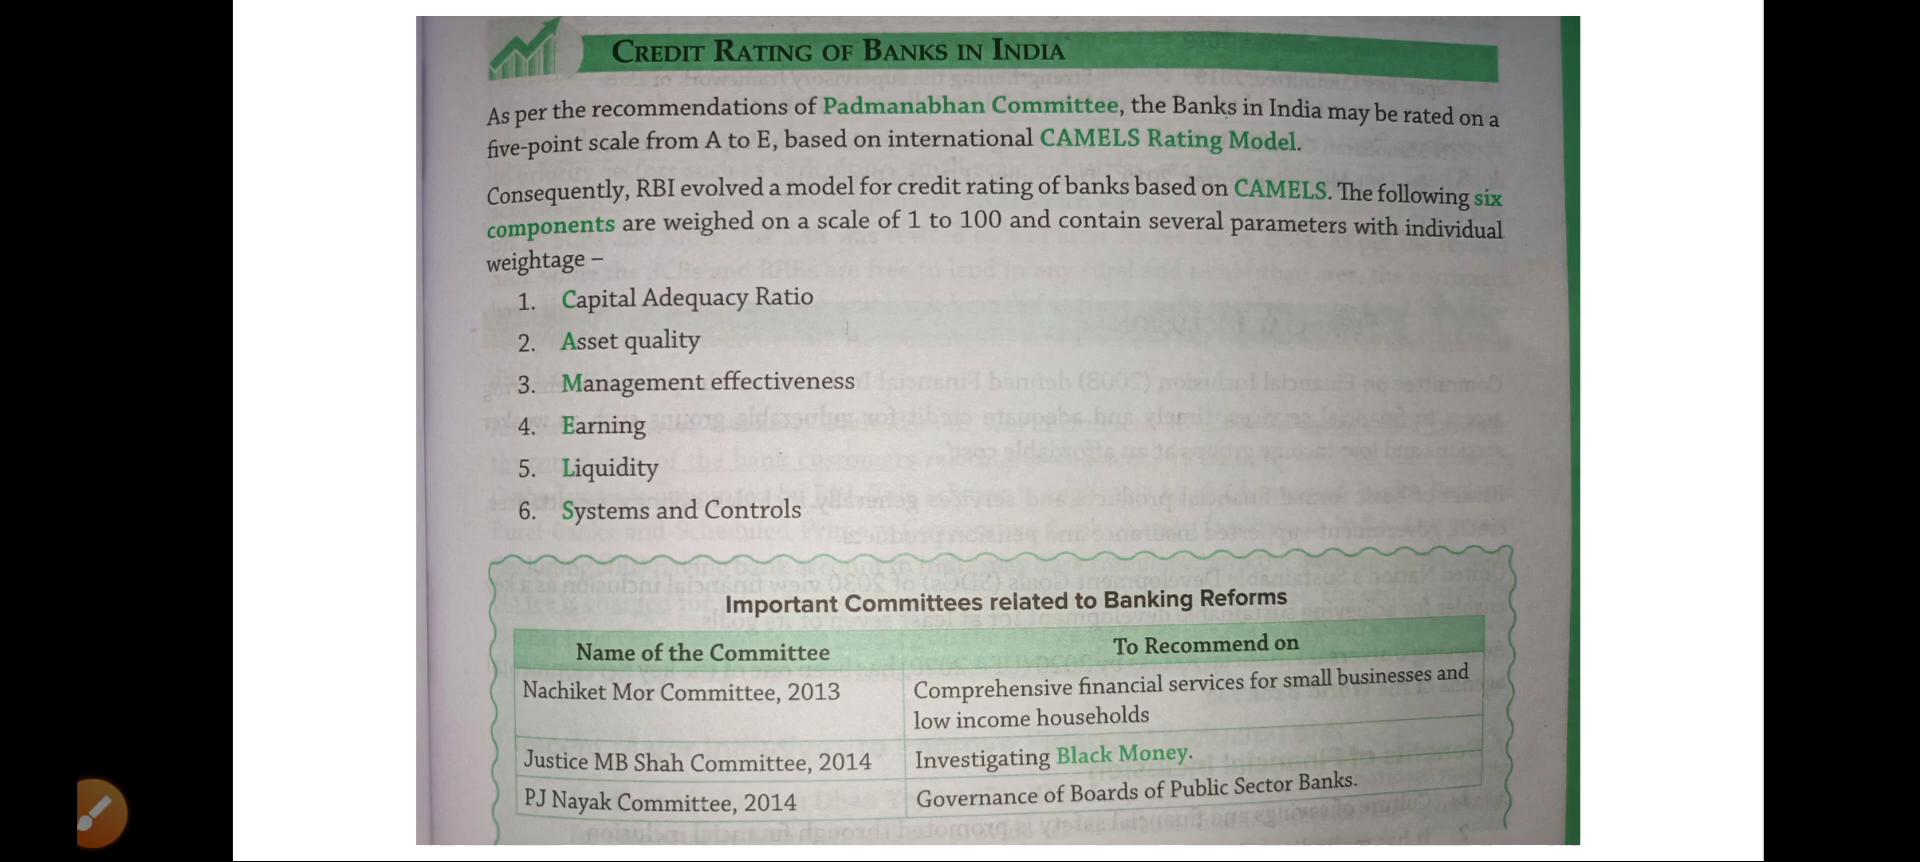 CREDIT RATING OF BANKS IN INDIA
As per the recommendations of Padmanabhan Committee, the Banks in India may be rated on a
five-point scale from A to E, based on international CAMELS Rating Model.
Consequently, RBI evolved a model for credit rating of banks based on CAMELS. The following six
components are weighed on a scale of 1 to 100 and contain several parameters with individual
weightage –
1. Capital Adequacy Ratio
2. Asset quality
3. Management effectiveness
4. Earning
5. Liquidity
6. Systems and Controls
Important Committees related to Banking Reforms
Name of the Committee To Recommend on
Nachiket Mor Committee, 2013 Comprehensive financial services for small businesses and
low income households
Justice MB Shah Committee, 2014 Investigating Black Money.
PJ Nayak Committee, 2014 Governance of Boards of Public Sector Banks.